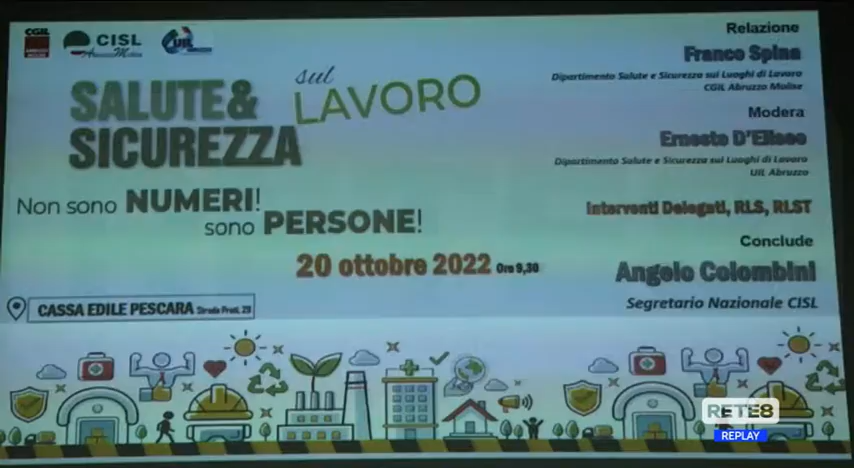 CGIL
ABRUZZO
MOLISE
CISL
AbruzzoMolise
UIL
SALUTE&
SICUREZZA
sul
LAVORO
Non sono NUMERI!
sono PERSONE!
20 ottobre 2022 Ore 9,30
CASSA EDILE PESCARA
Relazione
Franco Spina
Dipartimento Salute e Sicurezza sui Luoghi di Lavoro
CGIL Abruzzo Molise
Modera
Ernesto D'Eliseo
Dipartimento Salute e Sicurezza sui Luoghi di Lavoro
UIL Abruzzo
Interventi Delegati, RLS, RLST
Conclude
Angelo Colombini
Segretario Nazionale CISL
RETE8
REPLAY